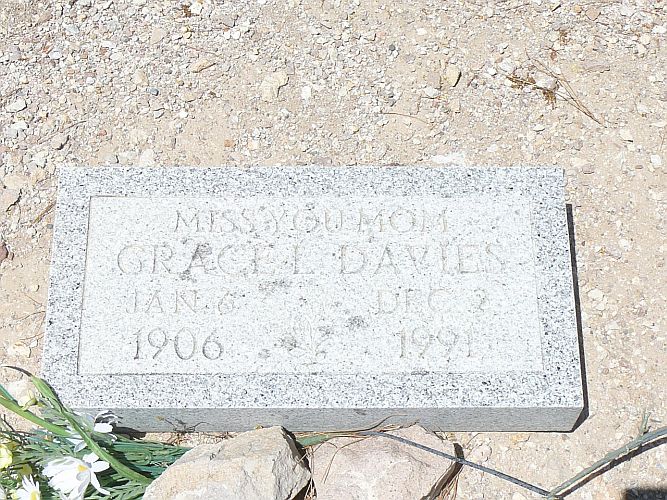 MISS YOU MOM
GRACE L. DAVIES
JAN. 6 DEC. 2
1906 1991